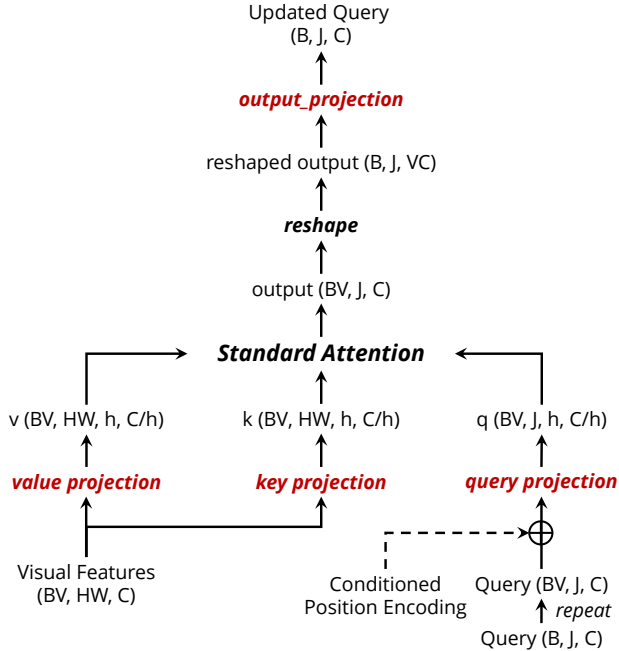 Updated Query
(B, J, C)
output_projection
reshaped output (B, J, VC)
reshape
output (BV, J, C)
Standard Attention
v (BV, HW, h, C/h)
k (BV, HW, h, C/h)
q (BV, J, h, C/h)
value projection
key projection
query projection
Visual Features
(BV, HW, C)
Conditioned
Position Encoding
Query (BV, J, C)
repeat
Query (B, J, C)